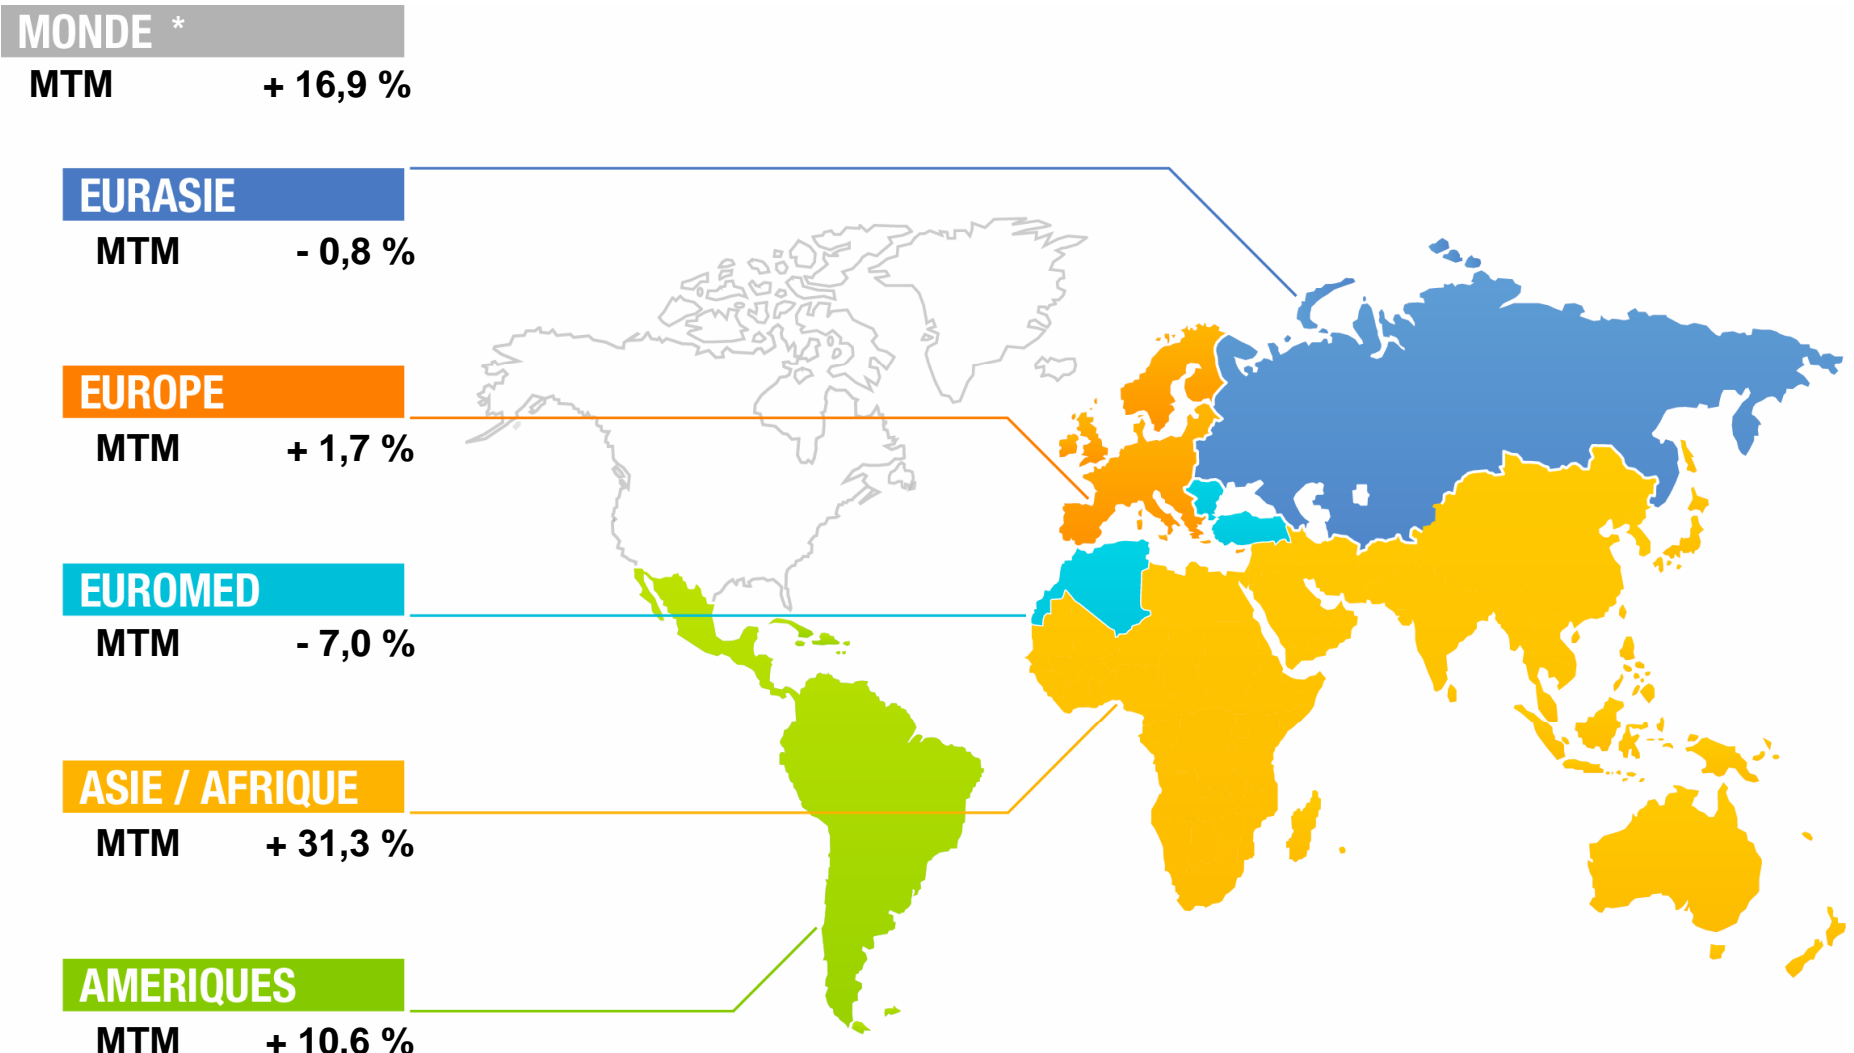 MONDE *
MTM + 16,9 %
EURASIE
MTM - 0,8 %
EUROPE
MTM + 1,7 %
EUROMED
MTM - 7,0 %
ASIE / AFRIQUE
MTM + 31,3 %
AMERIQUES
MTM + 10,6 %